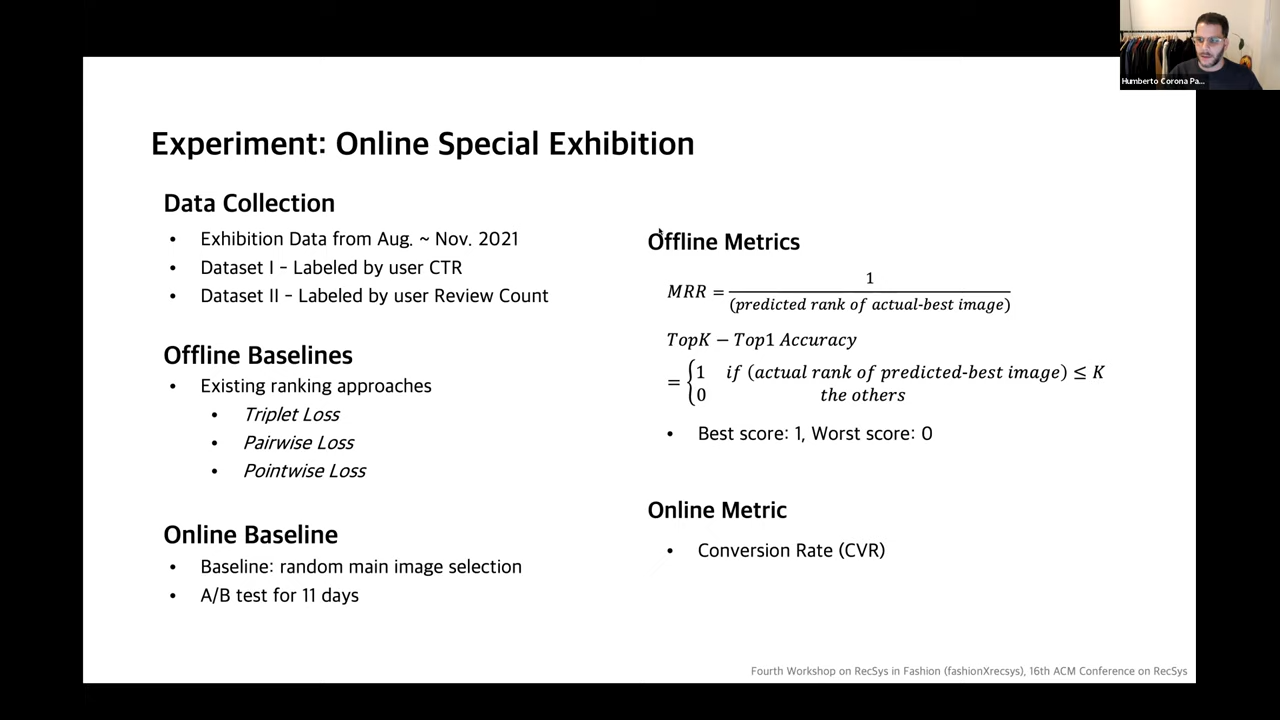 Humberto Corona Pa...
Experiment: Online Special Exhibition
Data Collection
• Exhibition Data from Aug. ~ Nov. 2021
• Dataset I – Labeled by user CTR
• Dataset II – Labeled by user Review Count
Offline Baselines
• Existing ranking approaches
• Triplet Loss
• Pairwise Loss
• Pointwise Loss
Online Baseline
• Baseline: random main image selection
• A/B test for 11 days
Offline Metrics
MRR = 1 / (predicted rank of actual-best image)
TopK − Top1 Accuracy
= { 1 if (actual rank of predicted-best image) ≤ K
0 the others
• Best score: 1, Worst score: 0
Online Metric
• Conversion Rate (CVR)
Fourth Workshop on RecSys in Fashion (fashionXrecsys), 16th ACM Conference on RecSys